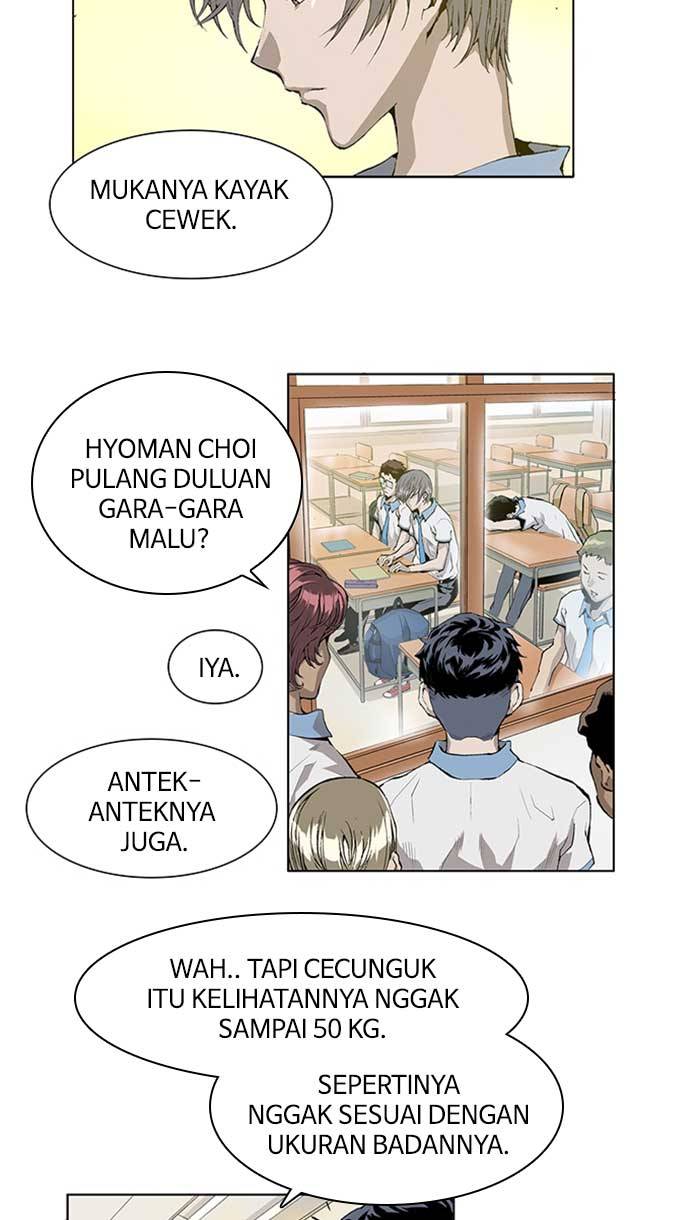 MUKANYA KAYAK
CEWEK.
HYOMAN CHOI
PULANG DULUAN
GARA-GARA
MALU?
IYA.
ANTEK-
ANTEKNYA
JUGA.
WAH.. TAPI CECUNGUK
ITU KELIHATANNYA NGGAK
SAMPAI 50 KG.
SEPERTINYA
NGGAK SESUAI DENGAN
UKURAN BADANNYA.